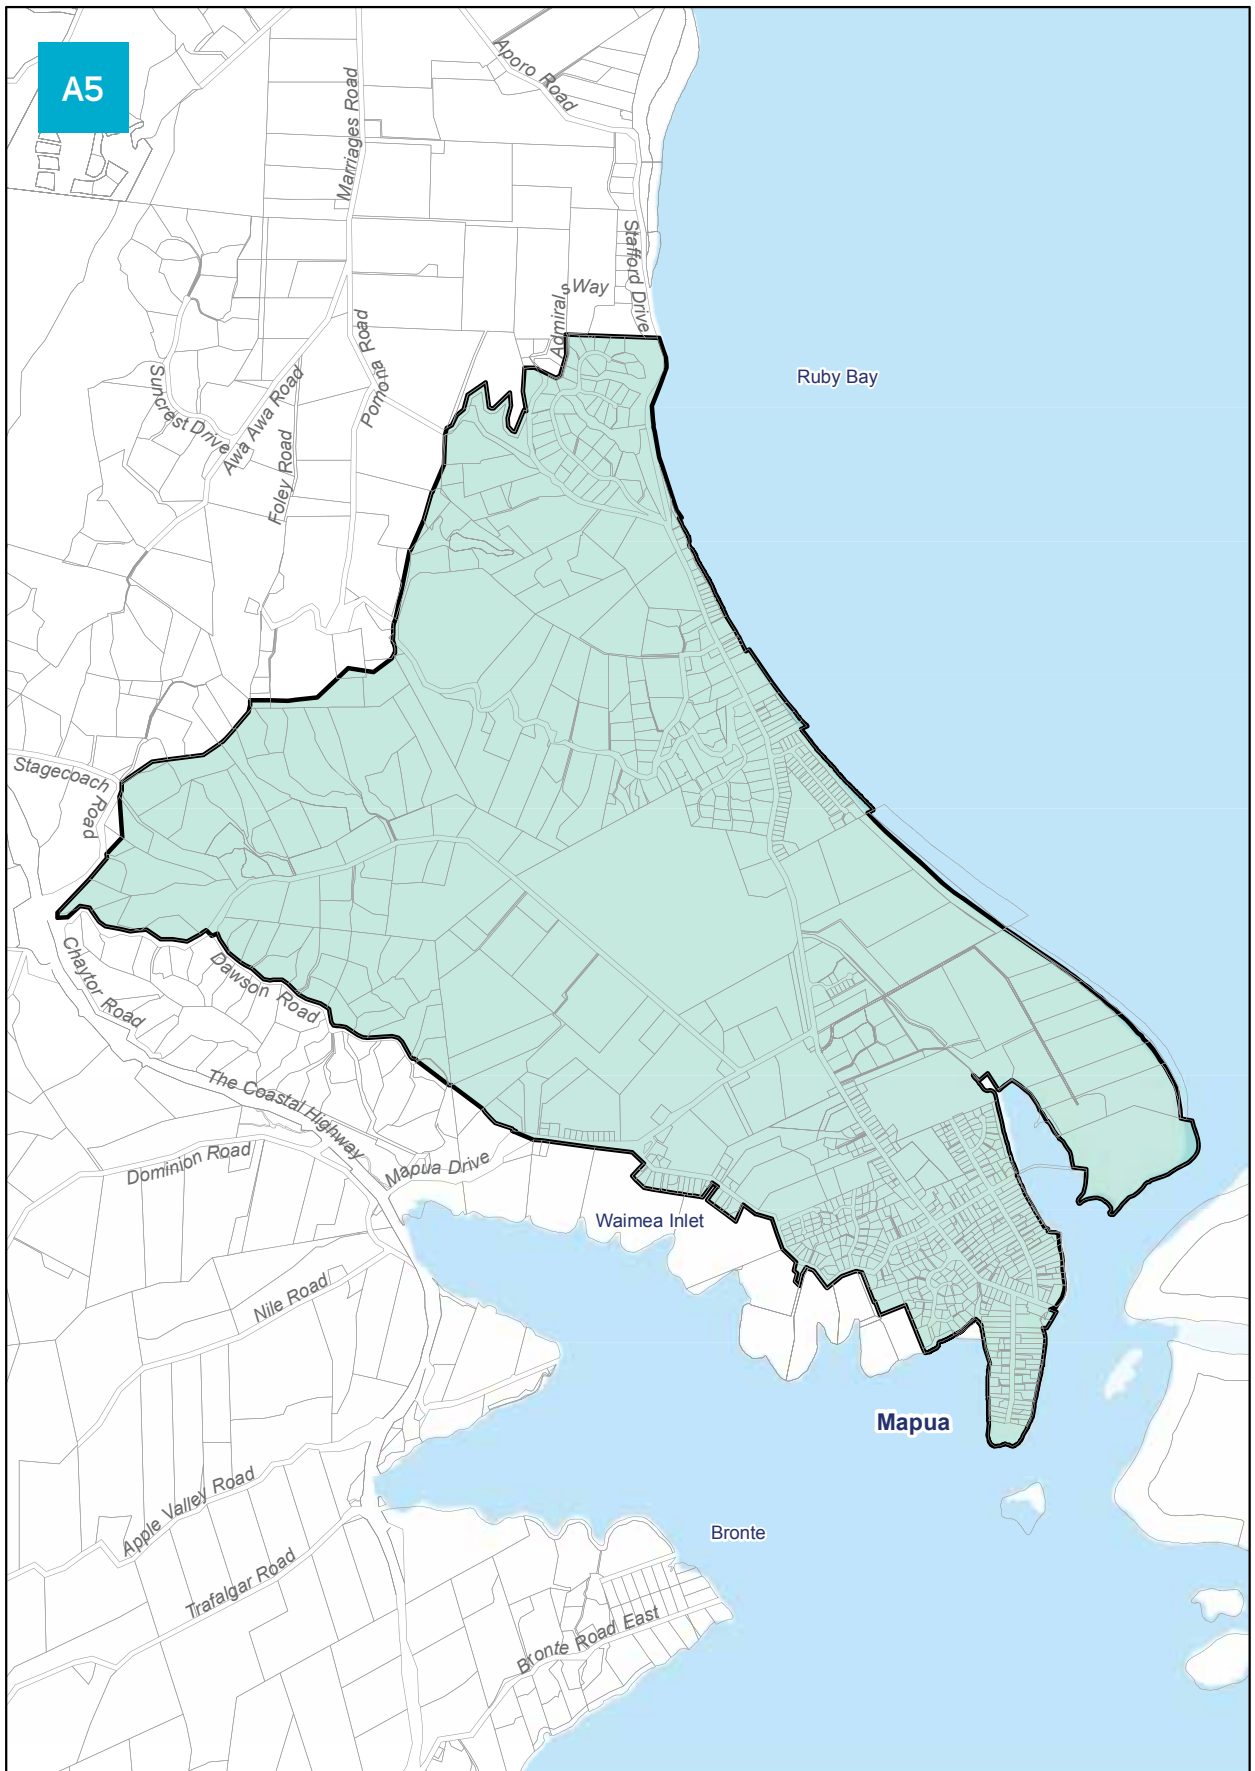 A5
Aporo Road
Marriages Road
Stafford Drive
Admiral
sWay
Pomona Road
Ruby Bay
Suncrest Drive
Awa Awa Road
Foley Road
Stagecoach
Road
Chaytor Road
Dawson Road
The Coastal Highway
Dominion Road
Mapua Drive
Waimea Inlet
Nile Road
Mapua
Apple Valley Road
Bronte
Trafalgar Road
Bronte Road East